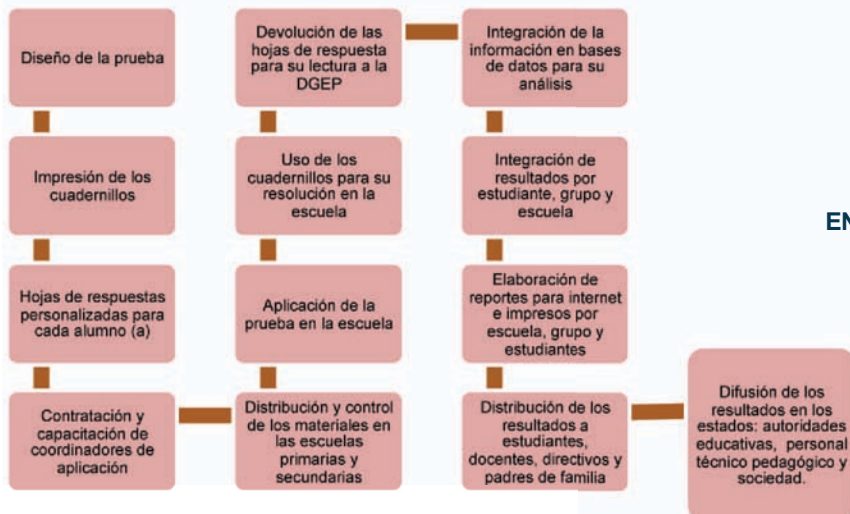 Diseño de la prueba
Impresión de los
cuadernillos
Hojas de respuestas
personalizadas para
cada alumno (a)
Contratación y
capacitación de
coordinadores de
aplicación
Distribución y control
de los materiales en
las escuelas
primarias y
secundarias
Aplicación de la
prueba en la escuela
Uso de los
cuadernillos para su
resolución en la
escuela
Devolución de las
hojas de respuesta
para su lectura a la
DGEP
Integración de la
información en bases
de datos para su
análisis
Integración de
resultados por
estudiante, grupo y
escuela
Elaboración de
reportes para internet
e impresos por
escuela, grupo y
estudiantes
Distribución de los
resultados a
estudiantes,
docentes, directivos y
padres de familia
Difusión de los
resultados en los
estados: autoridades
educativas, personal
técnico pedagógico y
sociedad.
EN